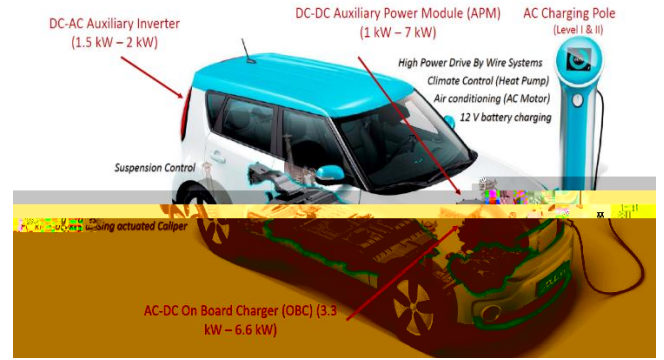 DC-AC Auxiliary Inverter
(1.5 kW – 2 kW)
DC-DC Auxiliary Power Module (APM)
(1 kW – 7 kW)
AC Charging Pole
(Level I & II)
High Power Drive By Wire Systems
Climate Control (Heat Pump)
Air conditioning (AC Motor)
12 V battery charging
Suspension Control
actuated Caliper
AC-DC On Board Charger (OBC) (3.3
kW – 6.6 kW)